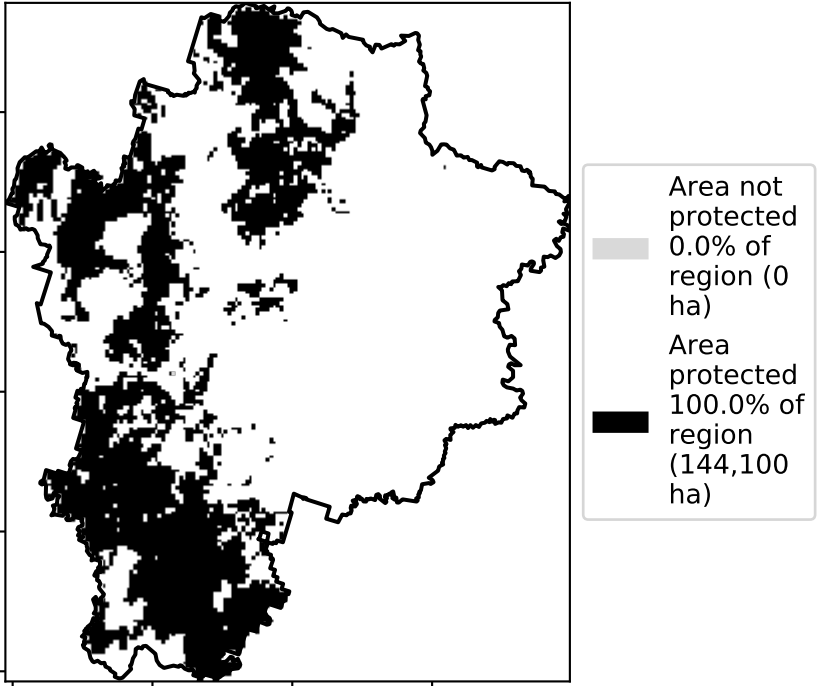 Area not
protected
0.0% of
region (0
ha)
Area
protected
100.0% of
region
(144,100
ha)